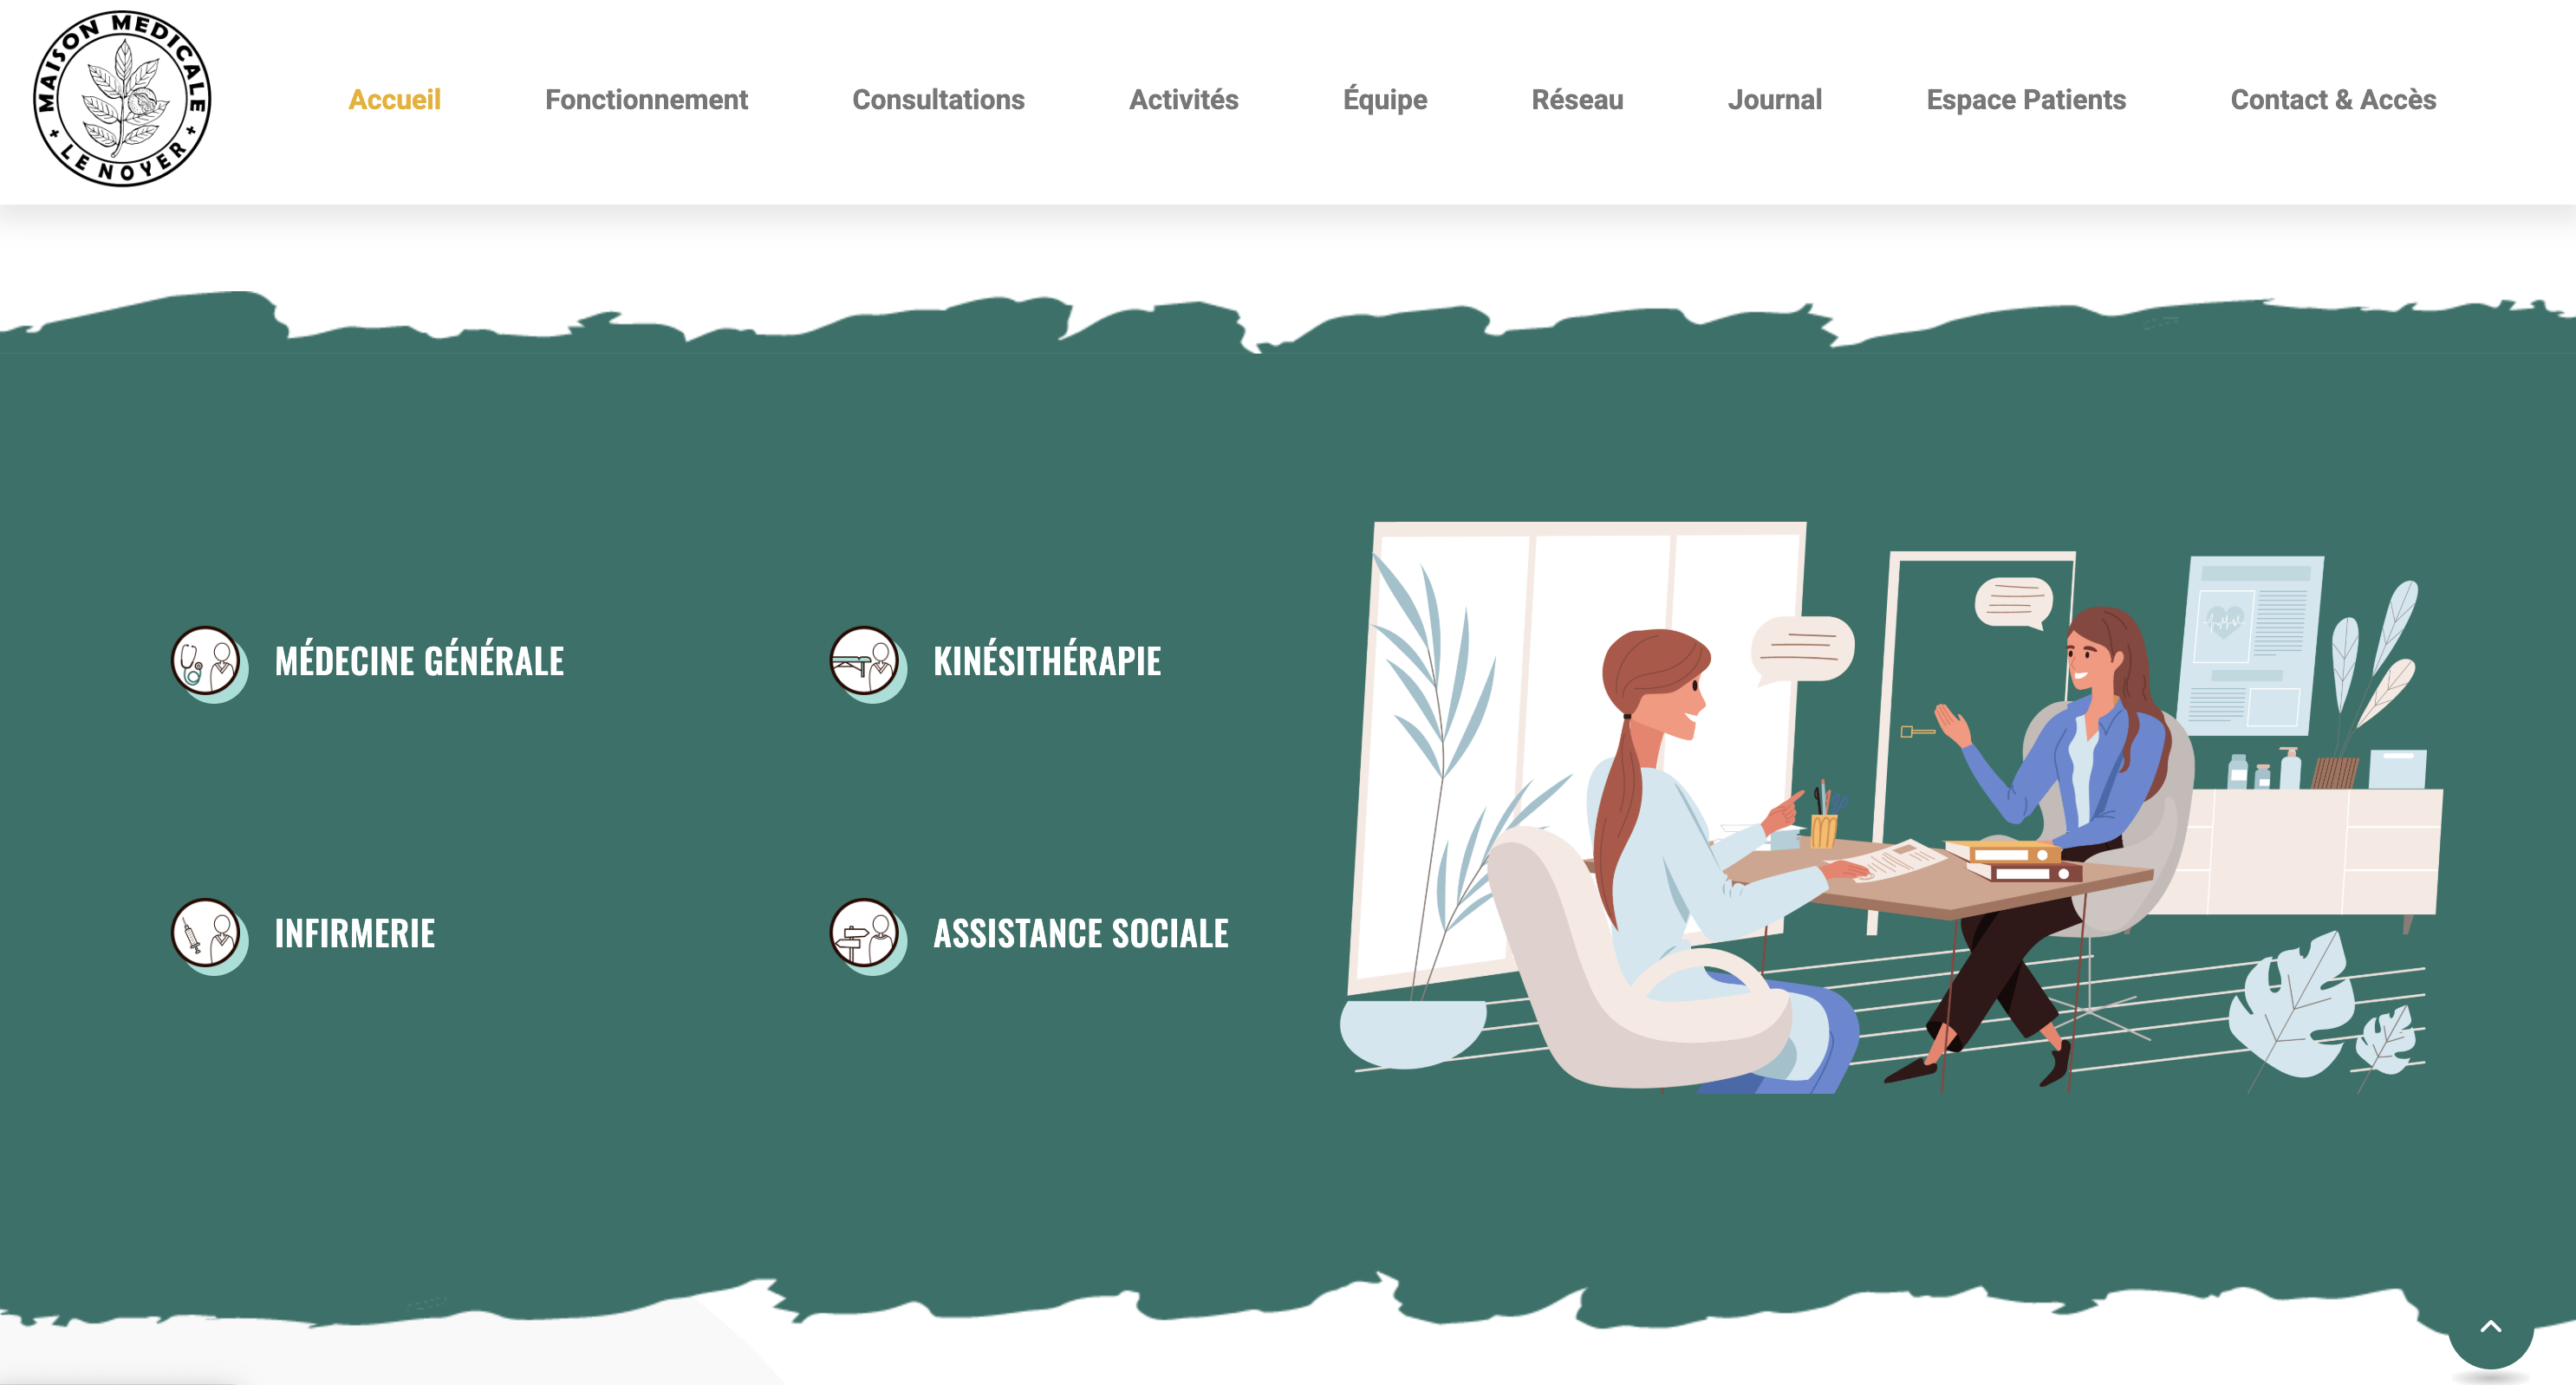 MAISON MEDICALE
+ LE NOYER +
Accueil
Fonctionnement
Consultations
Activités
Équipe
Réseau
Journal
Espace Patients
Contact & Accès
MÉDECINE GÉNÉRALE
KINÉSITHÉRAPIE
INFIRMERIE
ASSISTANCE SOCIALE